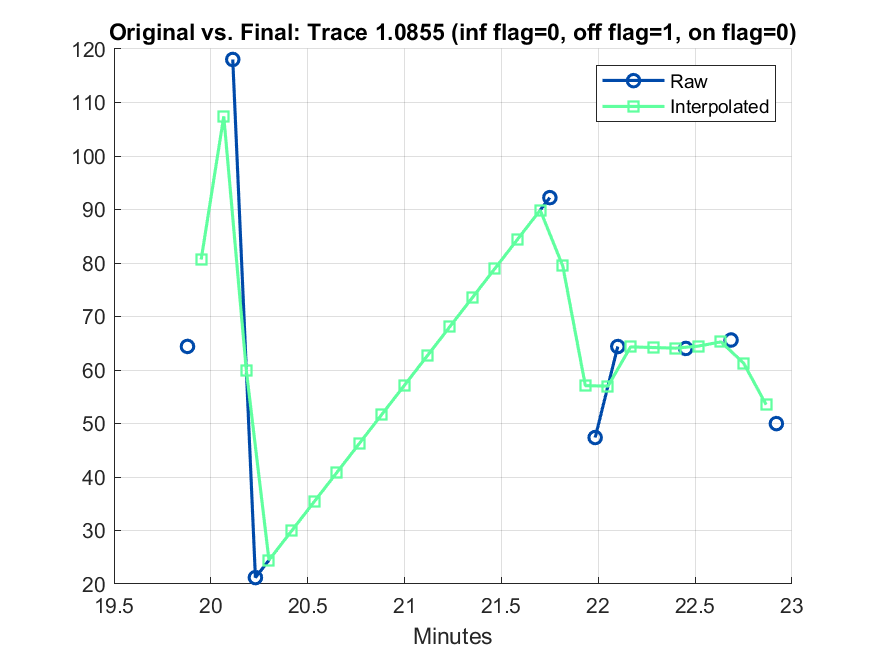 Original vs. Final: Trace 1.0855 (inf flag=0, off flag=1, on flag=0)
120
110
100
90
80
70
60
50
40
30
20
Raw
Interpolated
19.5 20 20.5 21 21.5 22 22.5 23
Minutes